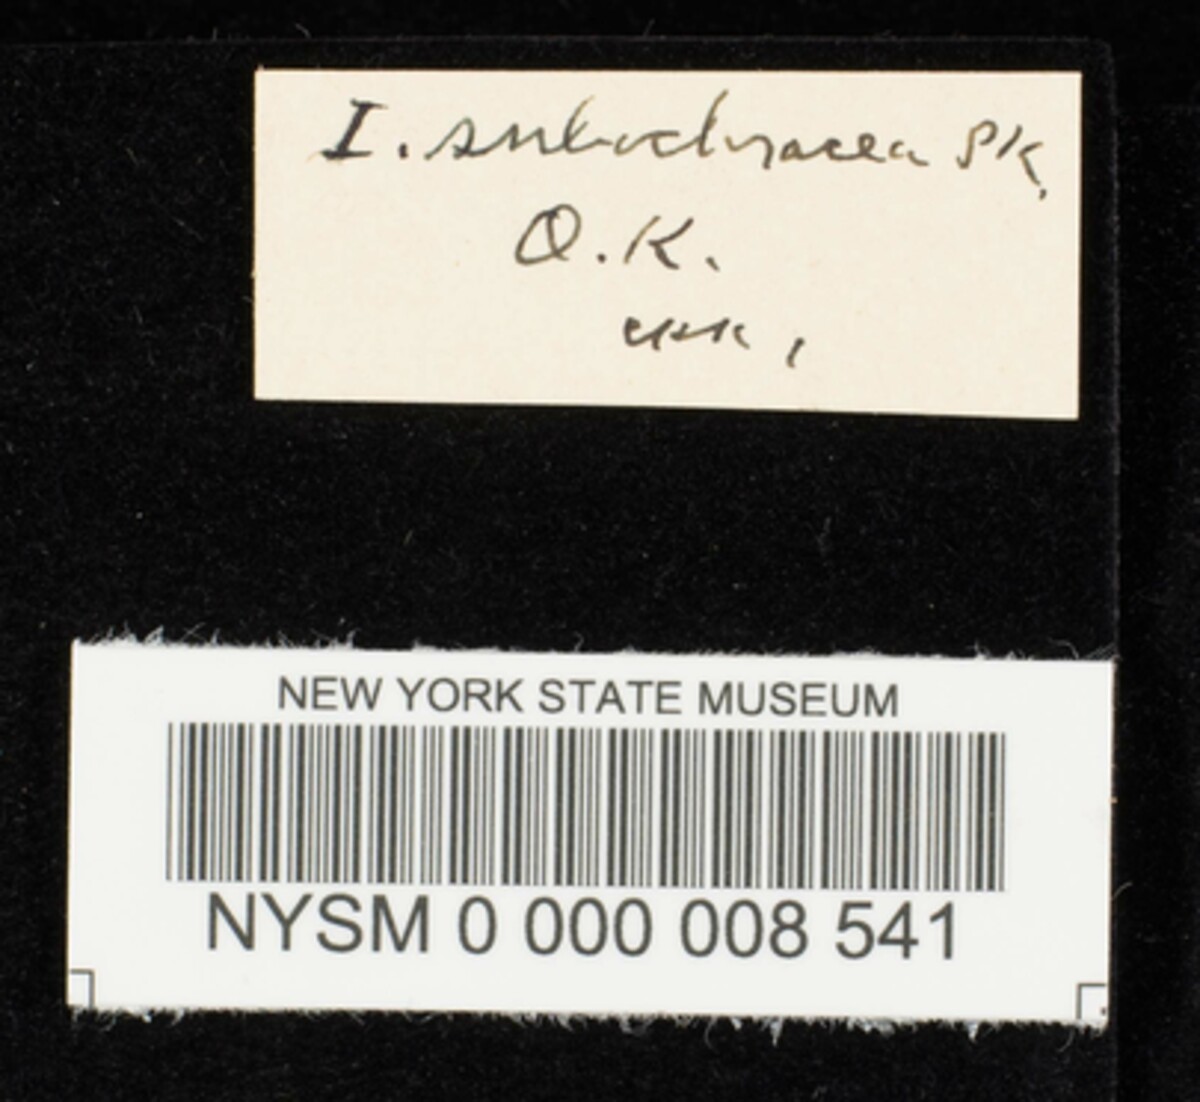 I. subochracea Pk.
O.K.
NEW YORK STATE MUSEUM
NYSM 0 000 008 541